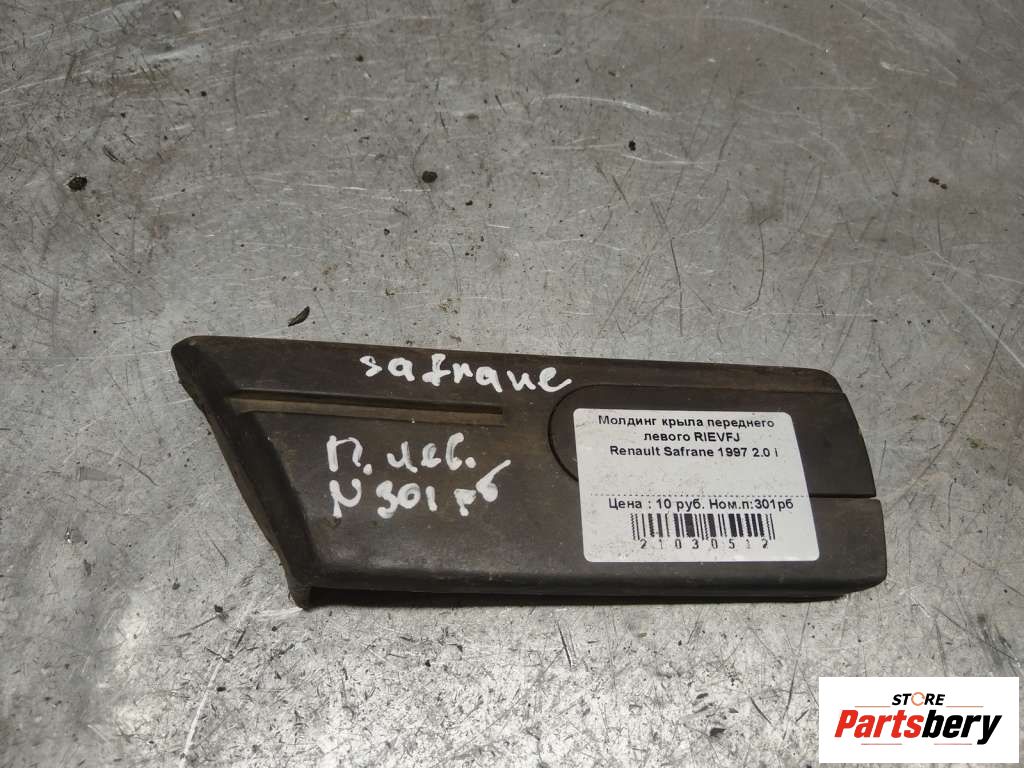 safrane
П. лев.
N 301 рб
Молдинг крыла переднего
левого RIEVFJ
Renault Safrane 1997 2.0 i
Цена : 10 руб. Ном.п:301рб
21030512
STORE
Partsbery